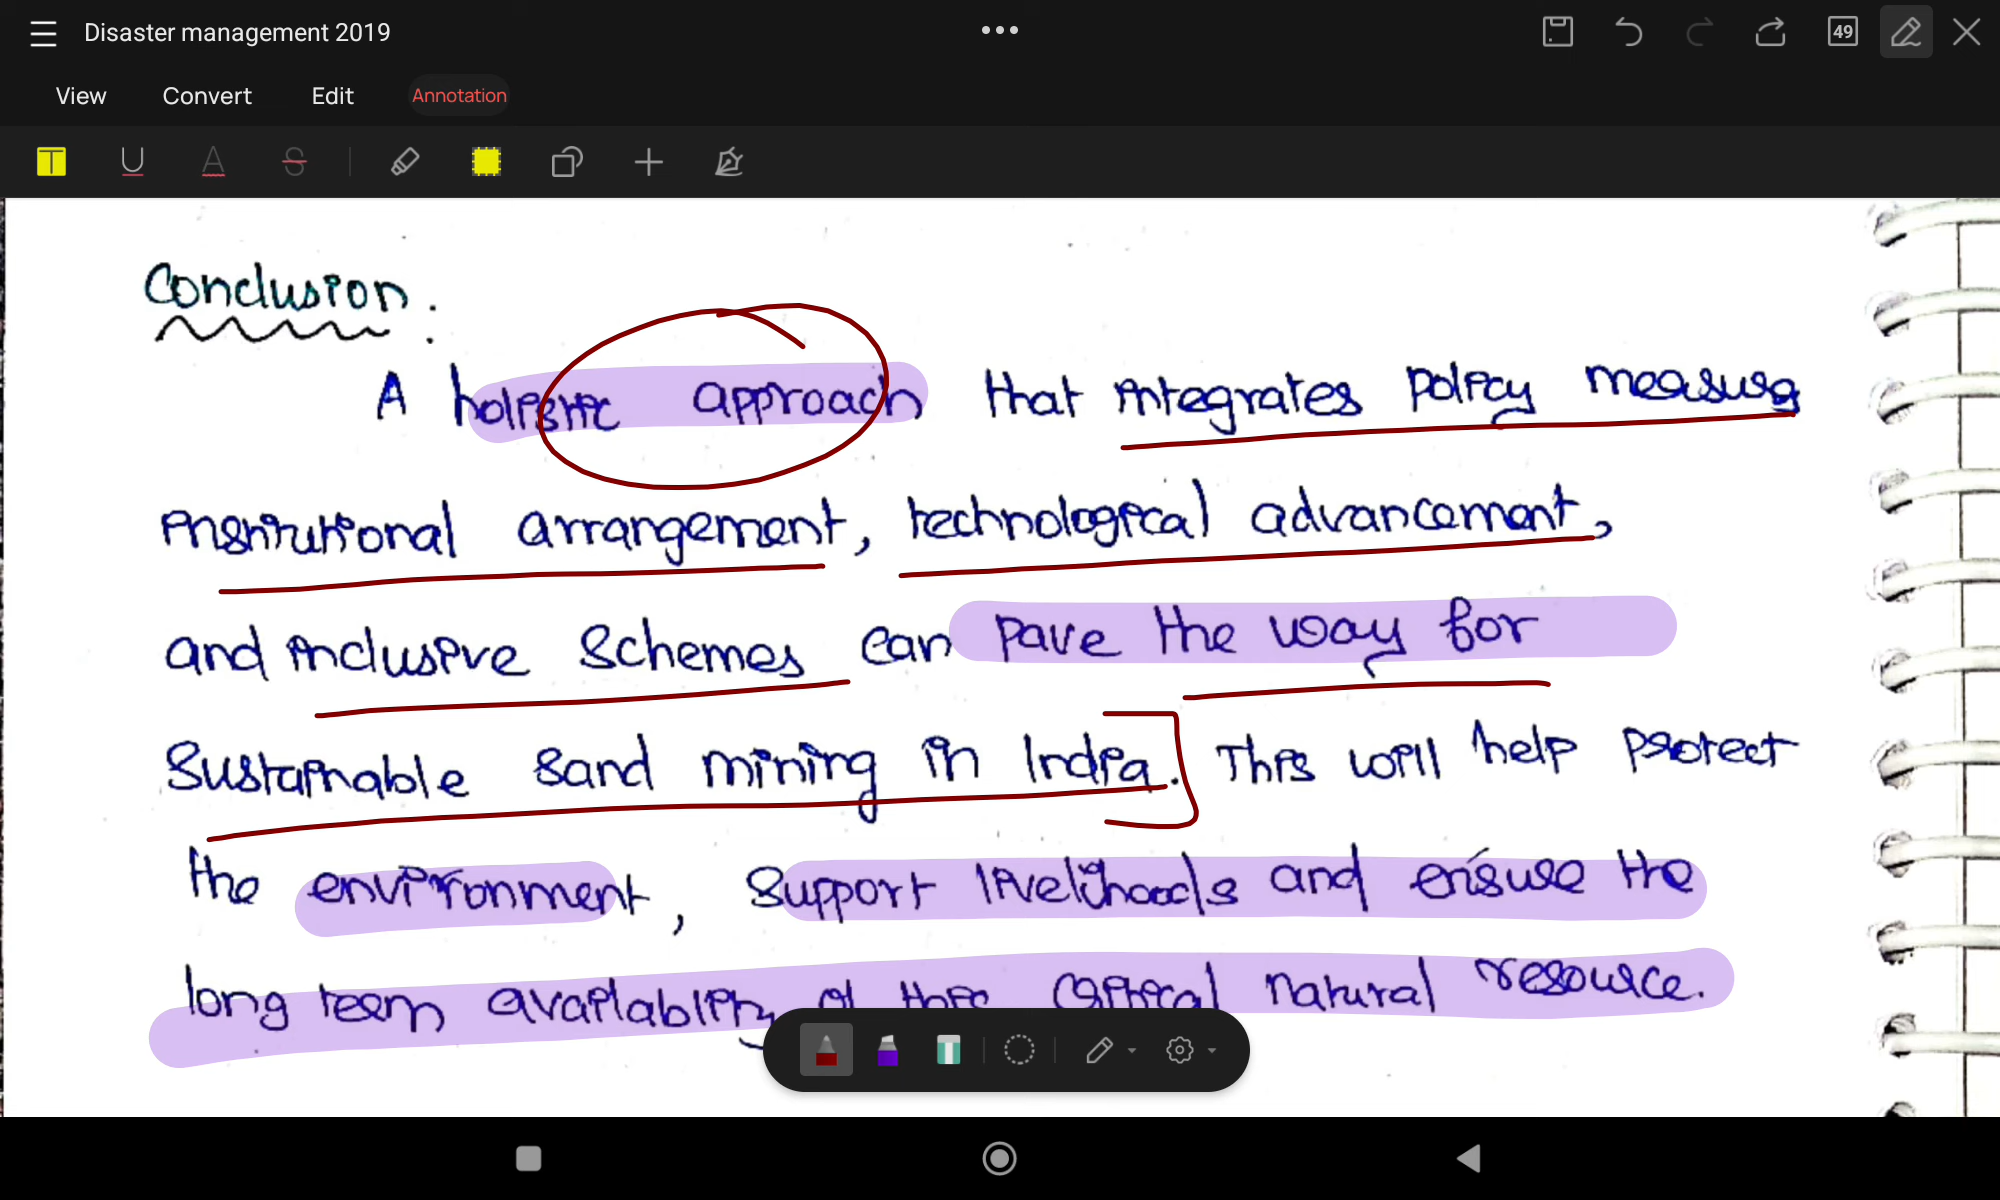 Disaster management 2019
49
View Convert Edit Annotation
Conclusion :
A holistic approach that integrates policy measures
institutional arrangement, technological advancement,
and inclusive schemes can pave the way for
Sustainable Sand mining in India. This will help protect
the environment, Support livelihoods and ensure the
long term availability of this critical natural resource.